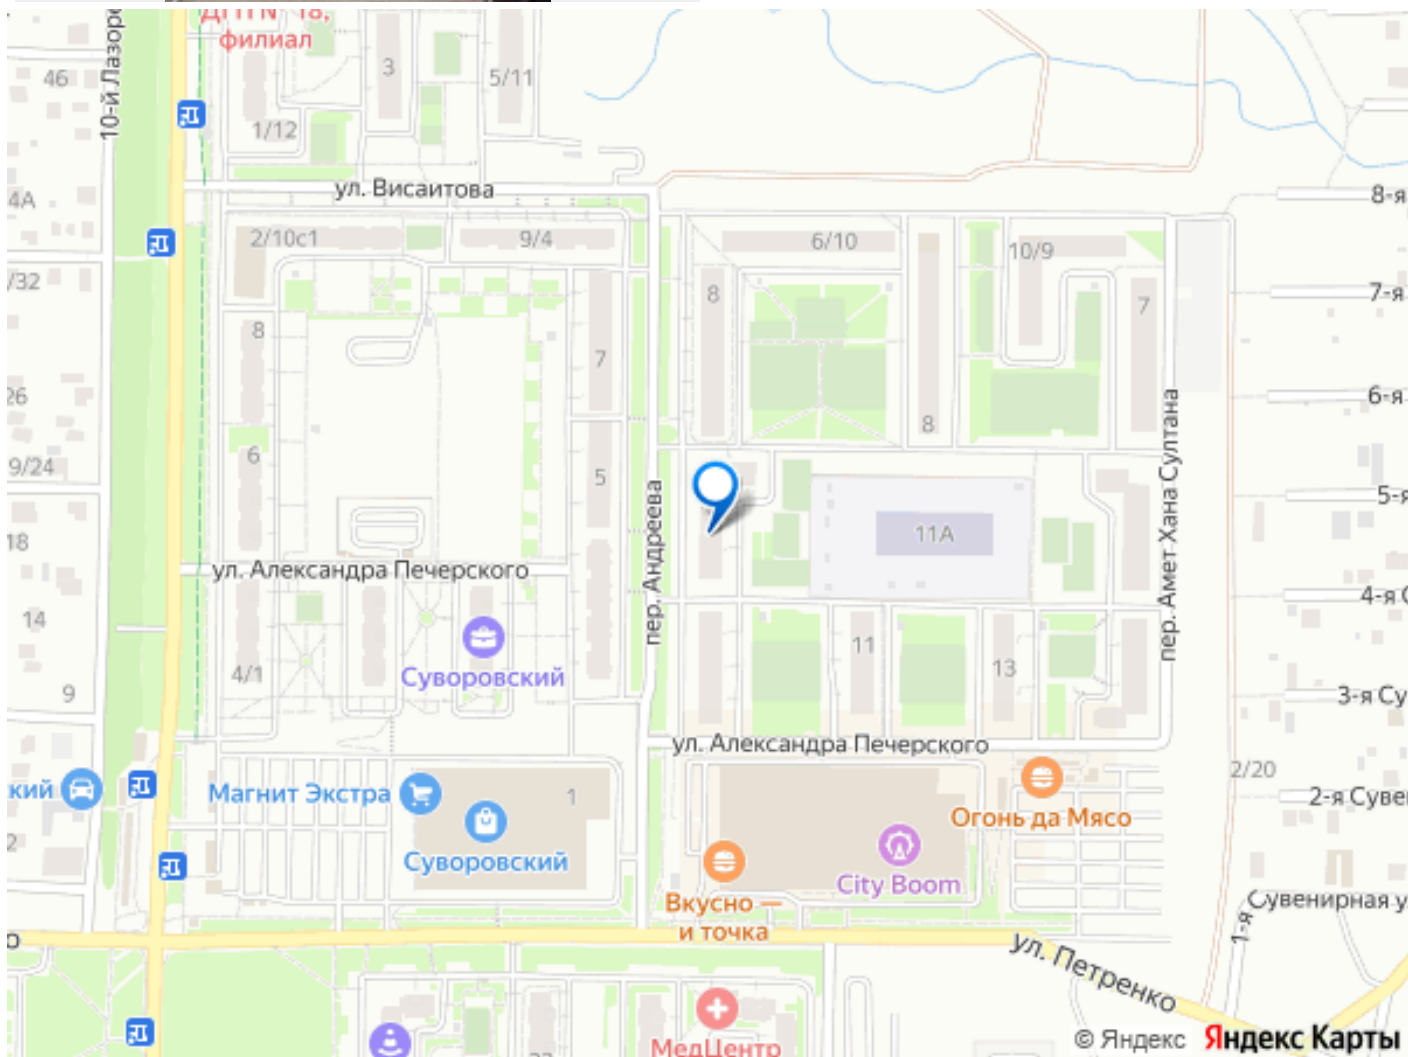 филиал
46
3
5/11
10-й
1/12
ул. Висаитова
4А
8-я
2/10с1
9/4
6/10
10/9
/32
8
7
7-я
8
7
26
6-я
8
9/24
6
5
5-я
пер. Андреева
пер. Амет Хана Султана
18
11А
ул. Александра Печерского
14
4-я
11
Суворовский
13
4/1
9
3-я Су
ул. Александра Печерского
2/20
кий
Магнит Экстра
1
2-я Суве
Огонь да Мясо
Суворовский
City Boom
Вкусно —
и точка
1-я Сувенирная у
о
ул. Петренко
МедЦентр
© Яндекс Яндекс Карты